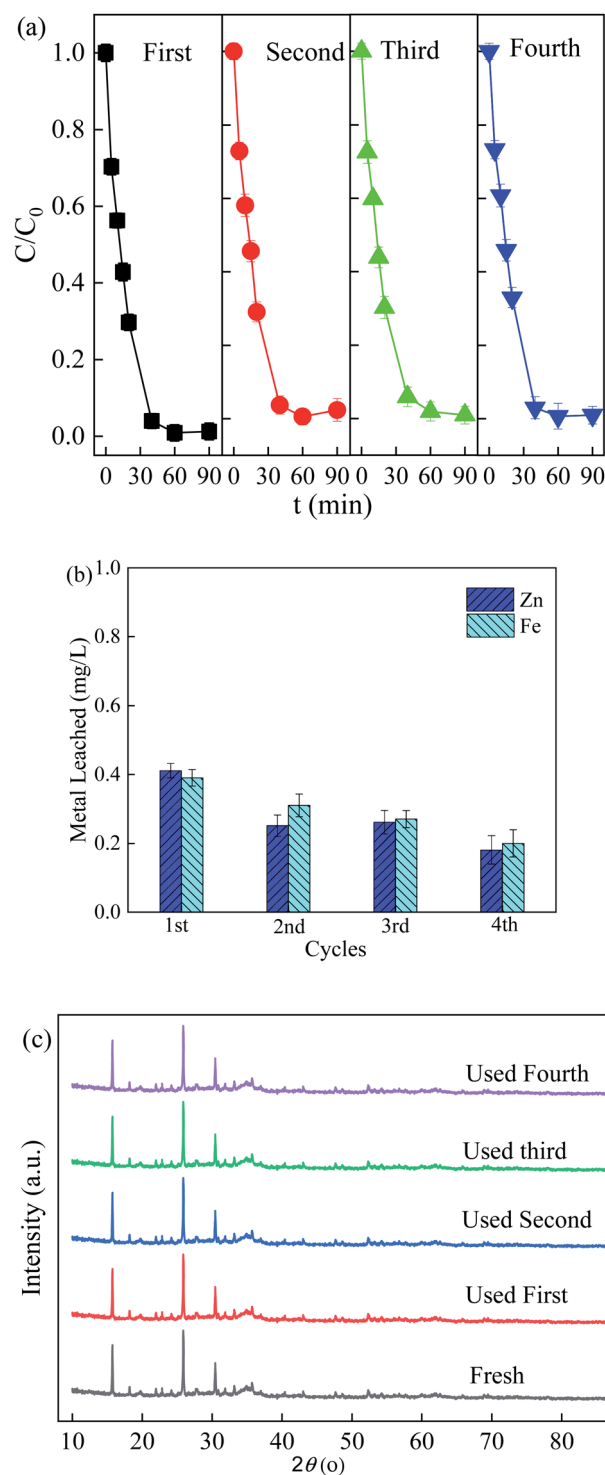 (a)
First Second Third Fourth
1.0
0.8
0.6
0.4
0.2
0.0
C/C0
0 30 60 90 0 30 60 90 0 30 60 90 0 30 60 90
t (min)
(b)
Zn
Fe
1.0
0.8
0.6
0.4
0.2
0.0
Metal Leached (mg/L)
1st 2nd 3rd 4th
Cycles
(c)
Used Fourth
Used third
Used Second
Used First
Fresh
Intensity (a.u.)
10 20 30 40 50 60 70 80
2θ (o)